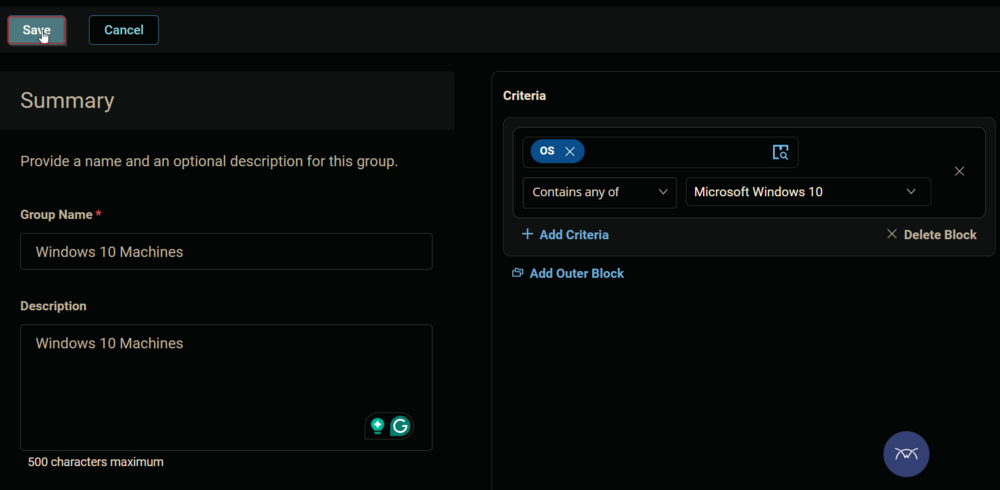 Save Cancel
Summary
Provide a name and an optional description for this group.
Group Name *
Windows 10 Machines
Description
Windows 10 Machines
500 characters maximum
Criteria
OS
Contains any of Microsoft Windows 10
Add Criteria Delete Block
Add Outer Block